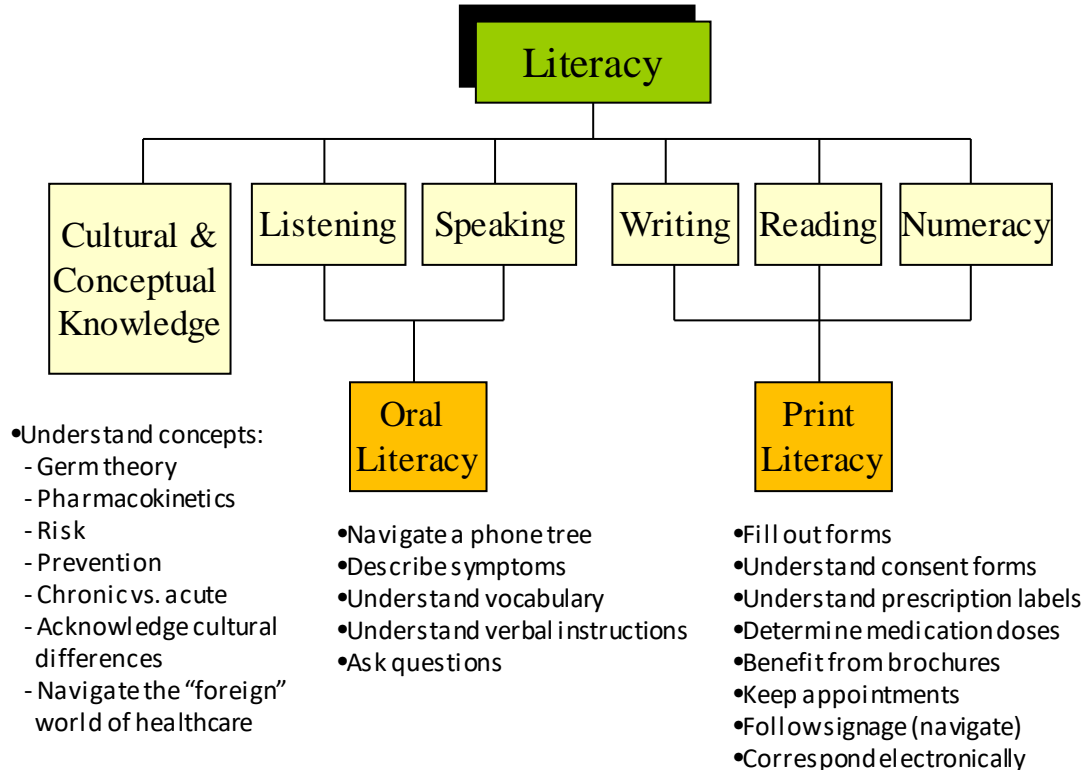 Literacy
Cultural &
Conceptual
Knowledge
Listening
Speaking
Writing
Reading
Numeracy
Oral
Literacy
Print
Literacy
•Understand concepts:
- Germ theory
- Pharmacokinetics
- Risk
- Prevention
- Chronic vs. acute
- Acknowledge cultural
differences
- Navigate the “foreign”
world of healthcare
•Navigate a phone tree
•Describe symptoms
•Understand vocabulary
•Understand verbal instructions
•Ask questions
•Fill out forms
•Understand consent forms
•Understand prescription labels
•Determine medication doses
•Benefit from brochures
•Keep appointments
•Follow signage (navigate)
•Correspond electronically